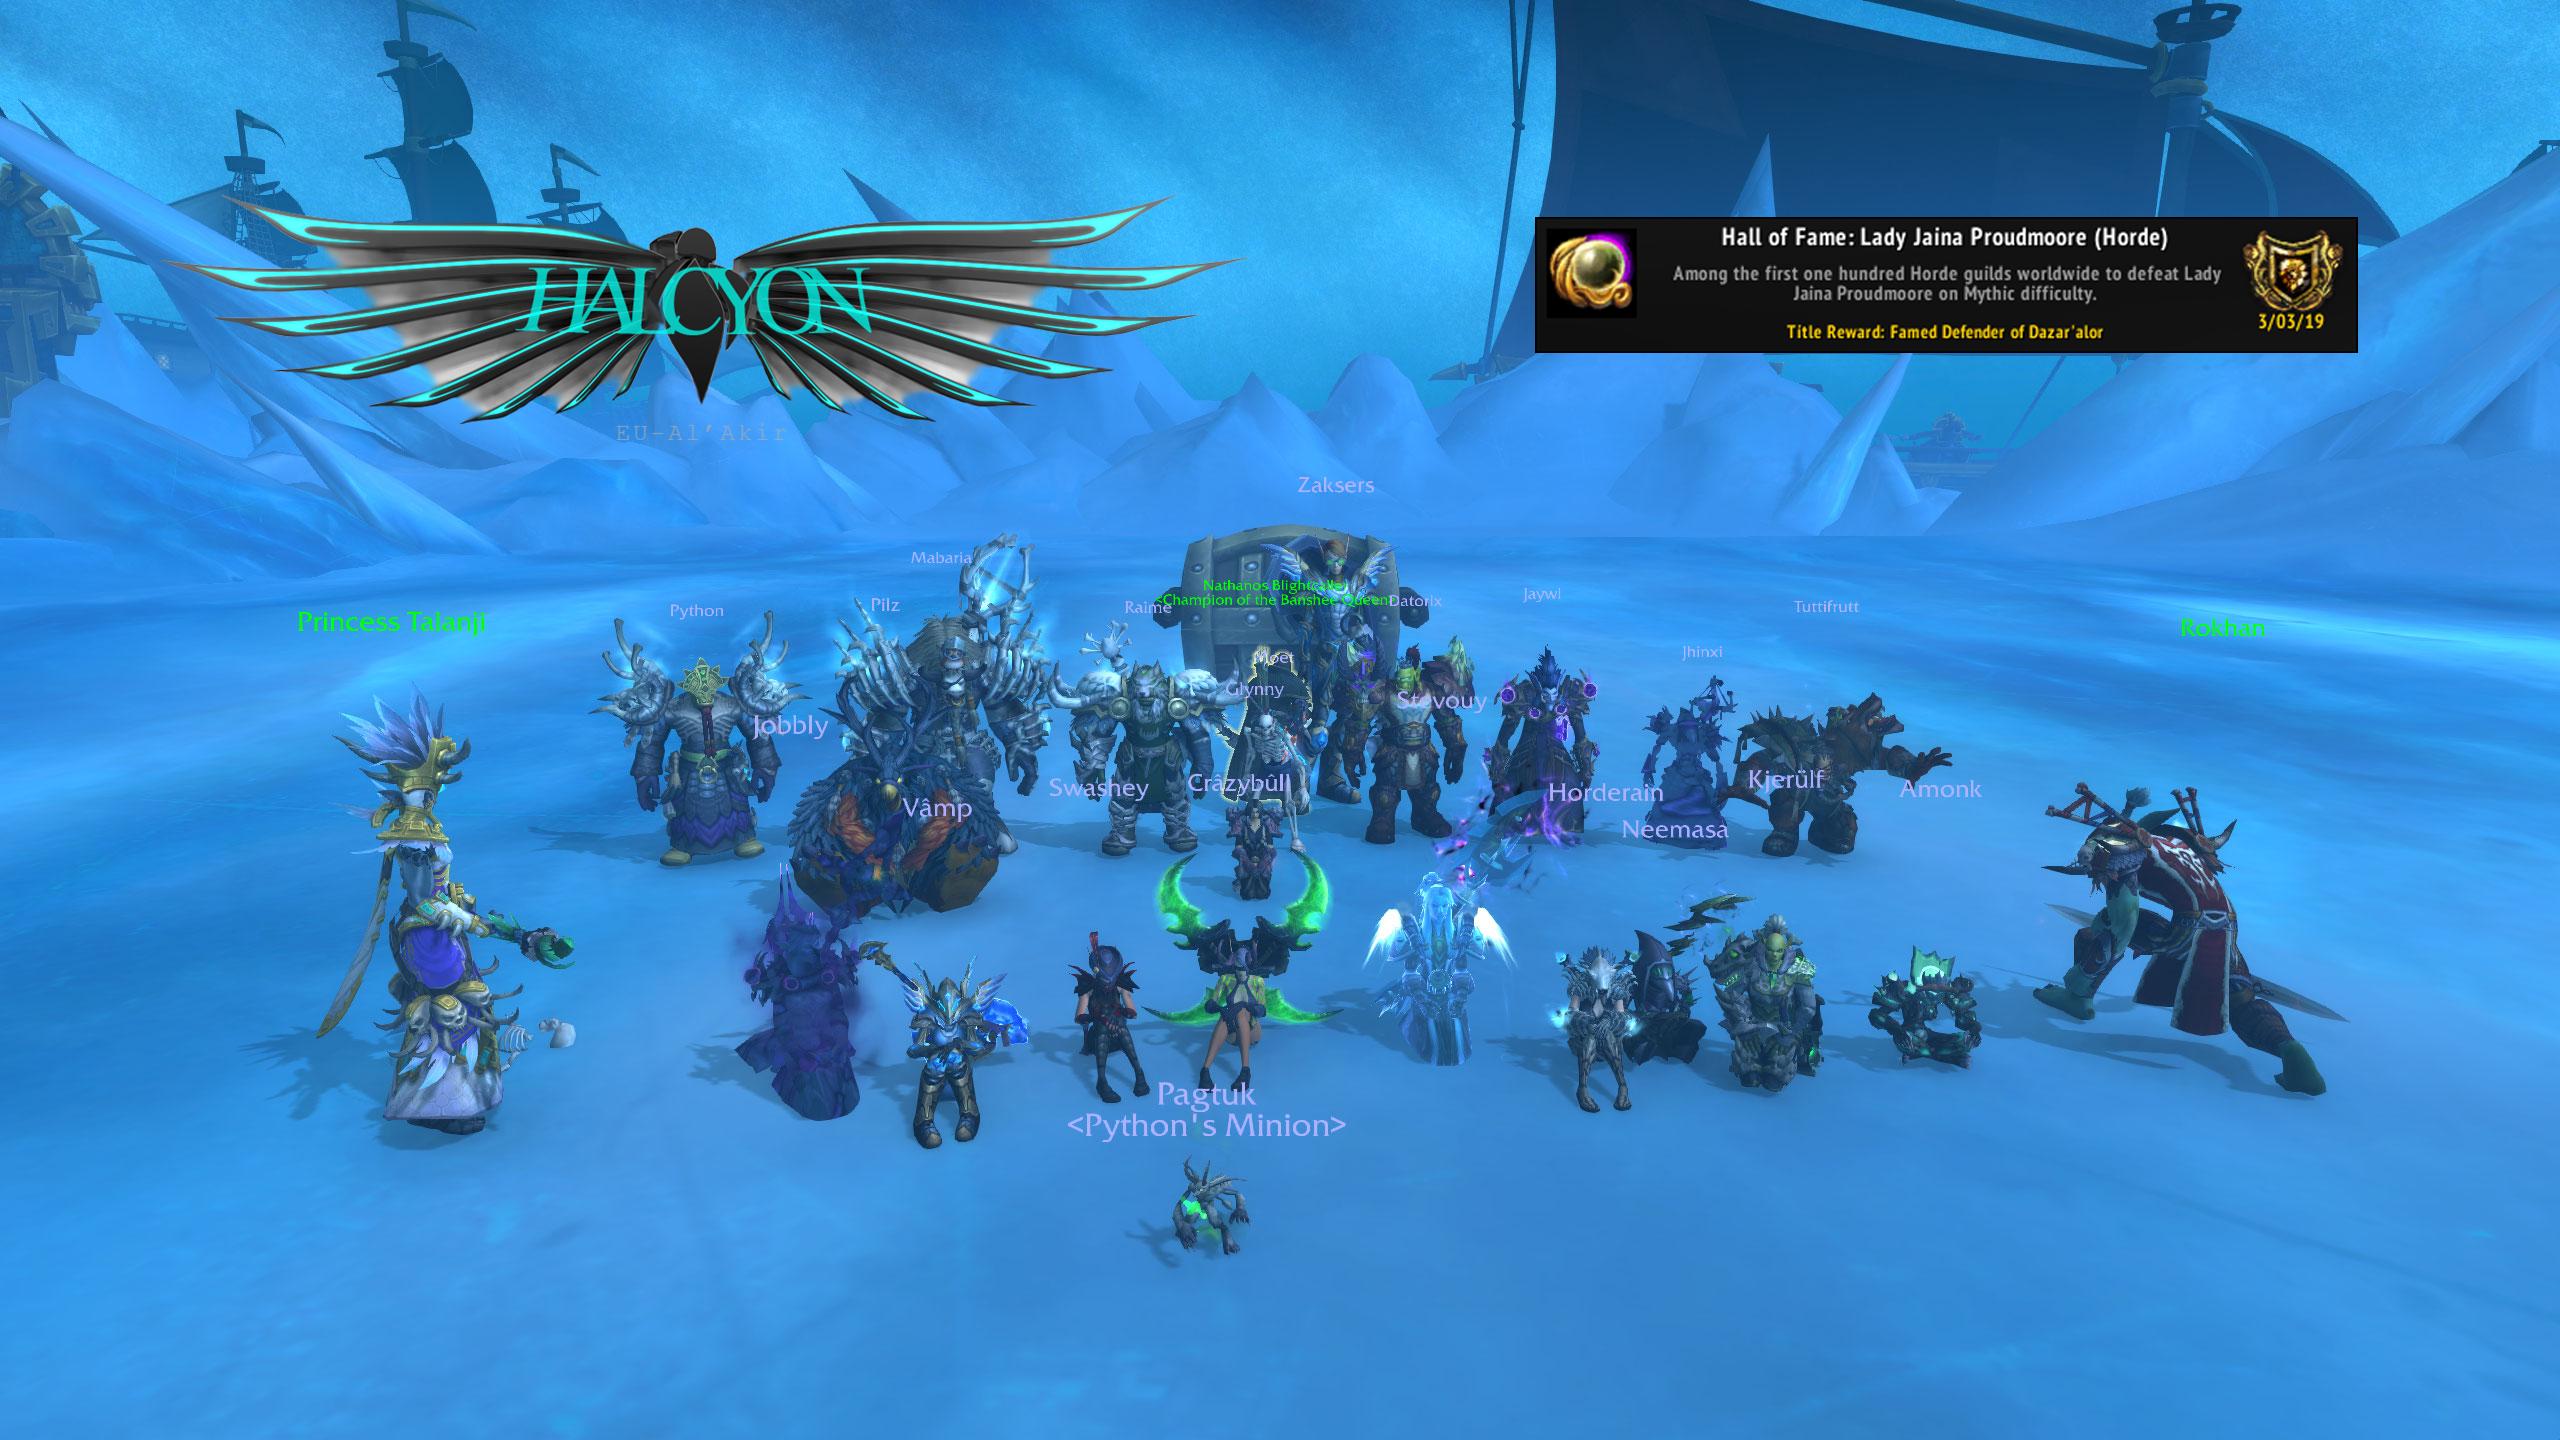 HALCYON
EU-Al'Akir
Hall of Fame: Lady Jaina Proudmoore (Horde)
Among the first one hundred Horde guilds worldwide to defeat Lady
Jaina Proudmoore on Mythic difficulty.
Title Reward: Famed Defender of Dazar'alor
3/03/19
Zaksers
Mabaria
Nathanos Blightcaller
<Champion of the Banshee Queen>
Python
Pilz
Raime
Datorix
Jaywl
Tuttifrutt
Princess Talanji
Rokhan
Moet
Jhinxi
Glynny
Stevouy
Jobbly
Swashey
Crâzybûll
Horderain
Kjerülf
Amonk
Vâmp
Neemasa
Pagtuk
<Python's Minion>